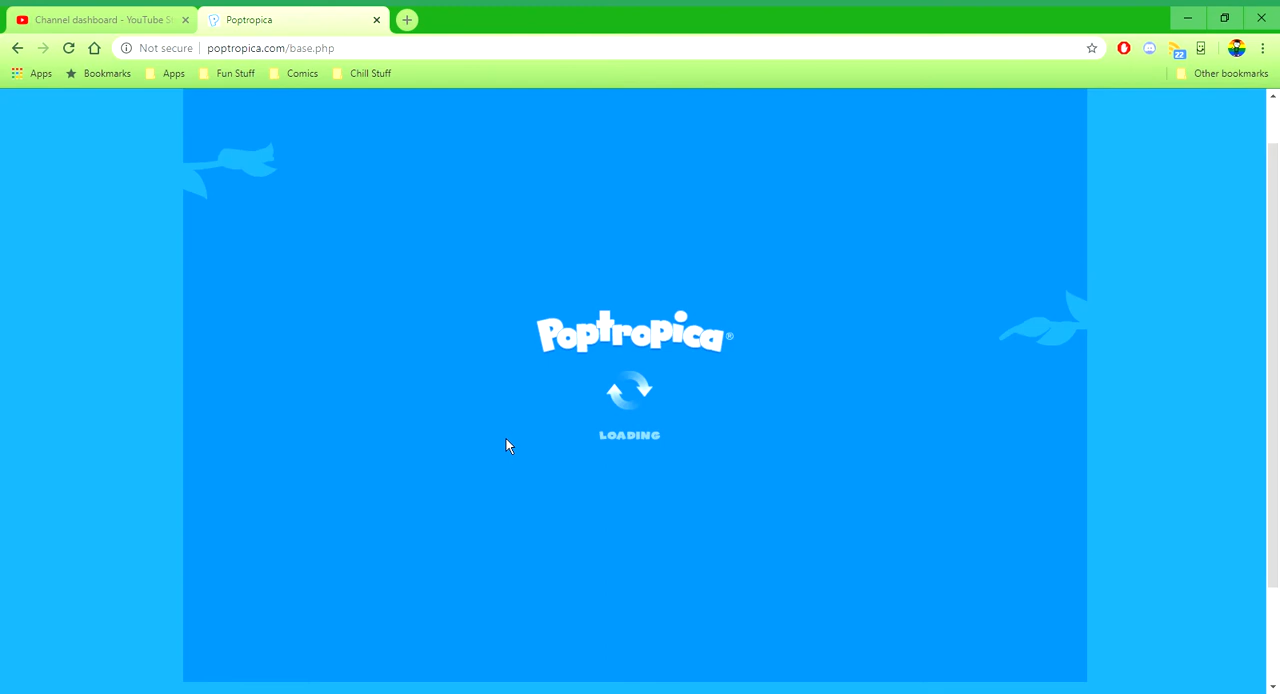 Channel dashboard - YouTube S
Poptropica
Not secure
poptropica.com/base.php
22
Apps
Bookmarks
Apps
Fun Stuff
Comics
Chill Stuff
Other bookmarks
Poptropica®
LOADING